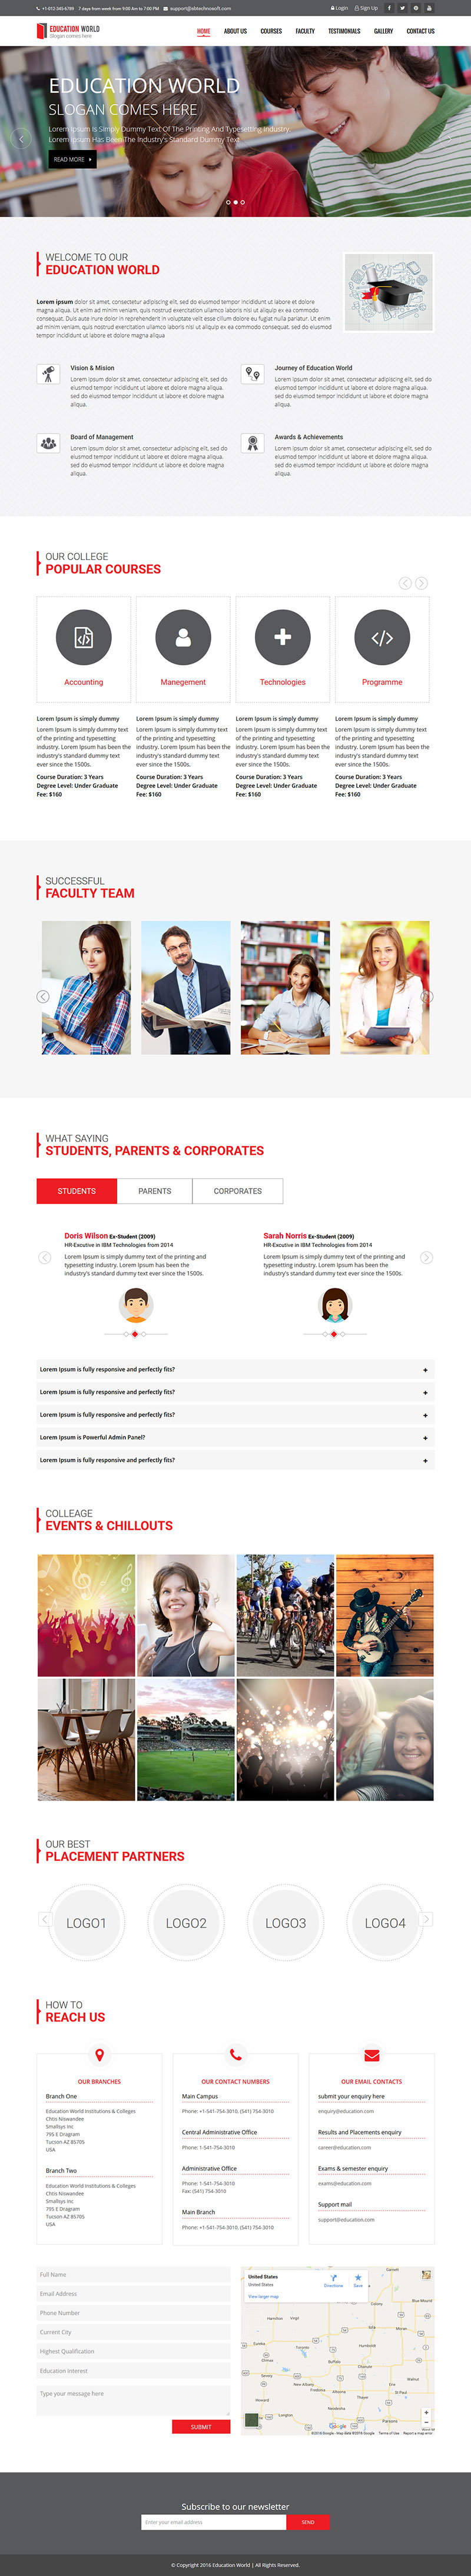 +1-012-345-6789 7 days from week from 9:00 Am to 7:00 PM support@sbtechnosoft.com Login Sign Up
EDUCATION WORLD
Slogan comes here
HOME ABOUT US COURSES FACULTY TESTIMONIALS GALLERY CONTACT US
EDUCATION WORLD
SLOGAN COMES HERE
Lorem Ipsum Is Simply Dummy Text Of The Printing And Typesetting Industry
Lorem Ipsum Has Been The Industry's Standard Dummy Text
READ MORE
WELCOME TO OUR
EDUCATION WORLD
Lorem ipsum dolor sit amet, consectetur adipiscing elit, sed do eiusmod tempor incididunt ut labore et dolore
magna aliqua. Ut enim ad minim veniam, quis nostrud exercitation ullamco laboris nisi ut aliquip ex ea commodo
consequat. Duis aute irure dolor in reprehenderit in voluptate velit esse cillum dolore eu fugiat nulla pariatur. Ut enim
ad minim veniam, quis nostrud exercitation ullamco laboris nisi ut aliquip ex ea commodo consequat. sed do eiusmod
tempor incididunt ut labore et dolore magna aliqua
Vision & Mision
Lorem ipsum dolor sit amet, consectetur adipiscing elit, sed do
eiusmod tempor incididunt ut labore et dolore magna aliqua.
sed do eiusmod tempor incididunt ut labore et dolore magna
aliqua.
Journey of Education World
Lorem ipsum dolor sit amet, consectetur adipiscing elit, sed do
eiusmod tempor incididunt ut labore et dolore magna aliqua.
sed do eiusmod tempor incididunt ut labore et dolore magna
aliqua.
Board of Management
Lorem ipsum dolor sit amet, consectetur adipiscing elit, sed do
eiusmod tempor incididunt ut labore et dolore magna aliqua.
sed do eiusmod tempor incididunt ut labore et dolore magna
aliqua.
Awards & Achievements
Lorem ipsum dolor sit amet, consectetur adipiscing elit, sed do
eiusmod tempor incididunt ut labore et dolore magna aliqua.
sed do eiusmod tempor incididunt ut labore et dolore magna
aliqua.
OUR COLLEGE
POPULAR COURSES
Accounting
Manegement
Technologies
Programme
Lorem Ipsum is simply dummy
Lorem Ipsum is simply dummy text
of the printing and typesetting
industry. Lorem Ipsum has been the
industry's standard dummy text
ever since the 1500s.
Course Duration: 3 Years
Degree Level: Under Graduate
Fee: $160
Lorem Ipsum is simply dummy
Lorem Ipsum is simply dummy text
of the printing and typesetting
industry. Lorem Ipsum has been the
industry's standard dummy text
ever since the 1500s.
Course Duration: 3 Years
Degree Level: Under Graduate
Fee: $160
Lorem Ipsum is simply dummy
Lorem Ipsum is simply dummy text
of the printing and typesetting
industry. Lorem Ipsum has been the
industry's standard dummy text
ever since the 1500s.
Course Duration: 3 Years
Degree Level: Under Graduate
Fee: $160
Lorem Ipsum is simply dummy
Lorem Ipsum is simply dummy text
of the printing and typesetting
industry. Lorem Ipsum has been the
industry's standard dummy text
ever since the 1500s.
Course Duration: 3 Years
Degree Level: Under Graduate
Fee: $160
SUCCESSFUL
FACULTY TEAM
WHAT SAYING
STUDENTS, PARENTS & CORPORATES
STUDENTS PARENTS CORPORATES
Doris Wilson Ex-Student (2009)
HR-Excutive in IBM Technologies from 2014
Lorem Ipsum is simply dummy text of the printing and
typesetting industry. Lorem Ipsum has been the
industry's standard dummy text ever since the 1500s.
Sarah Norris Ex-Student (2009)
HR-Excutive in IBM Technologies from 2014
Lorem Ipsum is simply dummy text of the printing and
typesetting industry. Lorem Ipsum has been the
industry's standard dummy text ever since the 1500s.
Lorem Ipsum is fully responsive and perfectly fits? +
Lorem Ipsum is fully responsive and perfectly fits? +
Lorem Ipsum is fully responsive and perfectly fits? +
Lorem Ipsum is Powerful Admin Panel? +
Lorem Ipsum is fully responsive and perfectly fits? +
COLLEAGE
EVENTS & CHILLOUTS
OUR BEST
PLACEMENT PARTNERS
LOGO1 LOGO2 LOGO3 LOGO4
HOW TO
REACH US
OUR BRANCHES
Branch One
Education World Institutions & Colleges
Chtis Niswandee
Smallsys Inc
795 E Dragram
Tucson AZ 85705
USA
Branch Two
Education World Institutions & Colleges
Chtis Niswandee
Smallsys Inc
795 E Dragram
Tucson AZ 85705
USA
OUR CONTACT NUMBERS
Main Campus
Phone: +1-541-754-3010, (541) 754-3010
Central Administrative Office
Phone: 1-541-754-3010
Administrative Office
Phone: 1-541-754-3010
Fax: (541) 754-3010
Main Branch
Phone: +1-541-754-3010, (541) 754-3010
OUR EMAIL CONTACTS
submit your enquiry here
enquiry@education.com
Results and Placements enquiry
career@education.com
Exams & semester enquiry
exams@education.com
Support mail
support@education.com
Full Name
Email Address
Phone Number
Current City
Highest Qualification
Education Interest
Type your message here
SUBMIT
United States
United States
View larger map
Directions Save
Google
Subscribe to our newsletter
Enter your email address
SEND
© Copyright 2016 Education World | All Rights Reserved.